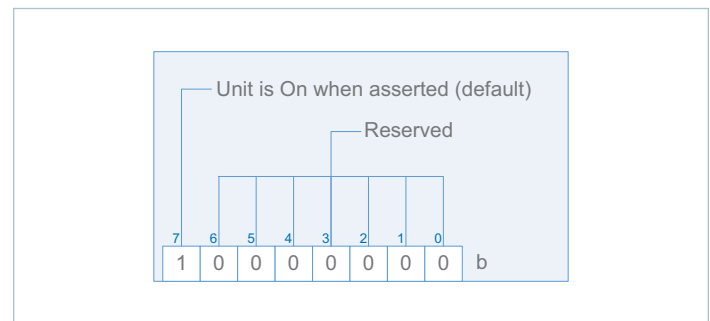 Unit is On when asserted (default)
Reserved
7 6 5 4 3 2 1 0
1 0 0 0 0 0 0 0 b